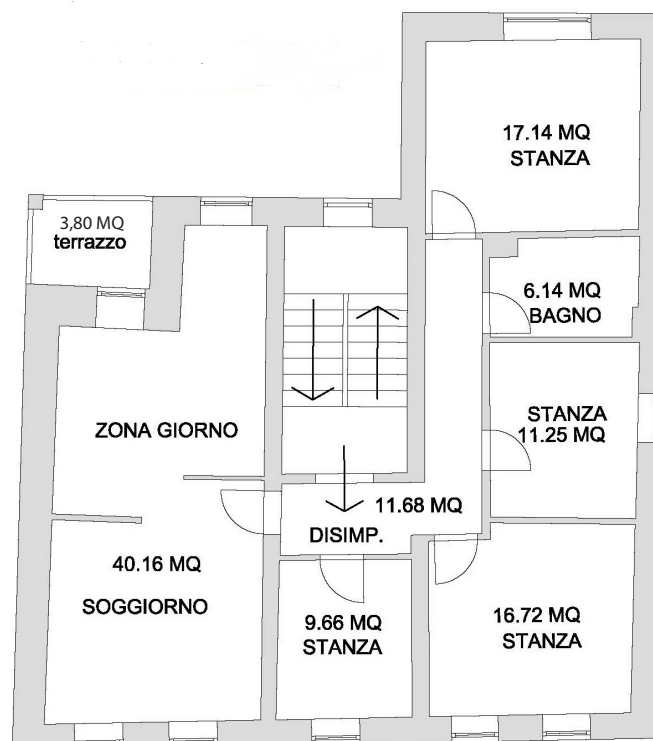 17.14 MQ
STANZA
3,80 MQ
terrazzo
6.14 MQ
BAGNO
STANZA
11.25 MQ
ZONA GIORNO
11.68 MQ
DISIMP.
40.16 MQ
SOGGIORNO
9.66 MQ
STANZA
16.72 MQ
STANZA